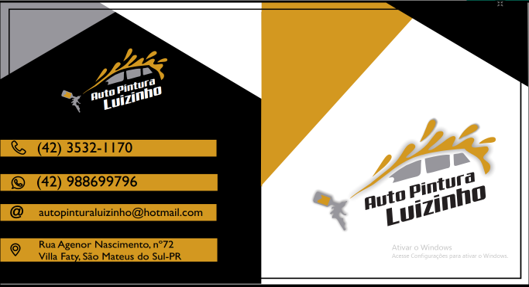 Auto Pintura
Luizinho
(42) 3532-1170
(42) 988699796
@ autopinturaluizinho@hotmail.com
Rua Agenor Nascimento, nº72
Villa Faty, São Mateus do Sul-PR
Auto Pintura
Luizinho
Ativar o Windows
Acesse Configurações para ativar o Windows.